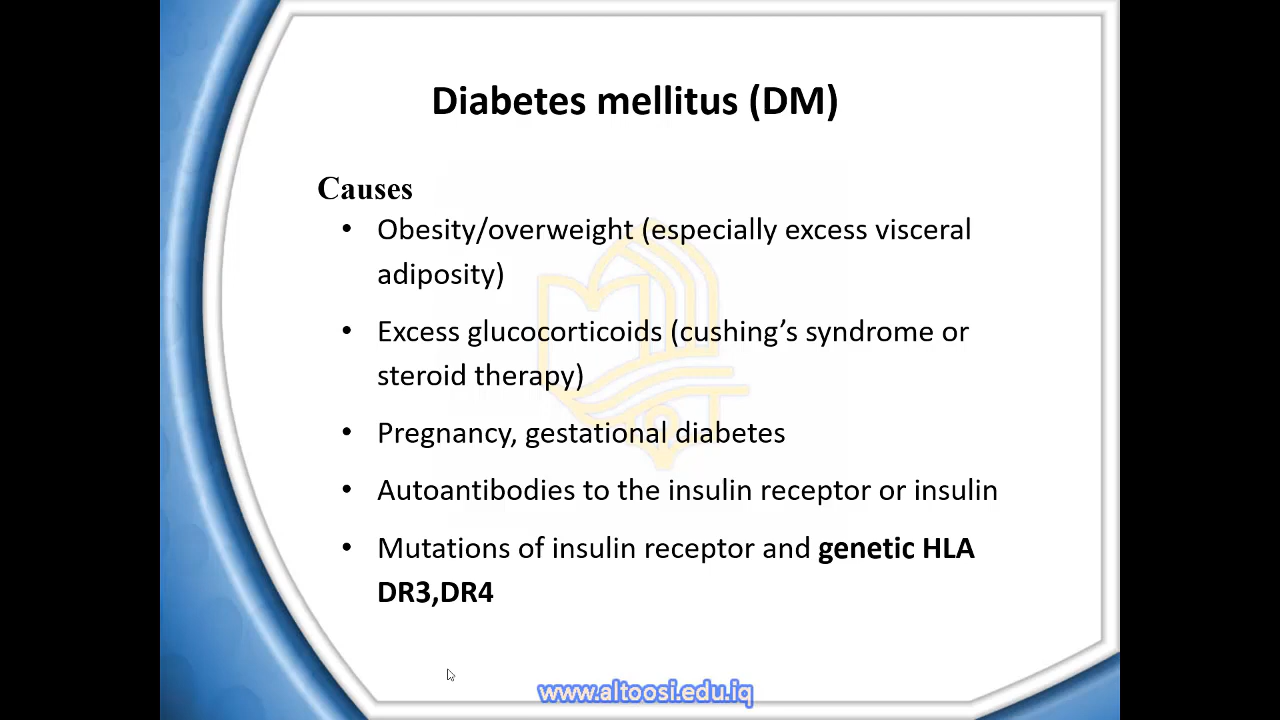 Diabetes mellitus (DM)
Causes
• Obesity/overweight (especially excess visceral
adiposity)
• Excess glucocorticoids (cushing’s syndrome or
steroid therapy)
• Pregnancy, gestational diabetes
• Autoantibodies to the insulin receptor or insulin
• Mutations of insulin receptor and genetic HLA
DR3,DR4
www.altoosi.edu.iq